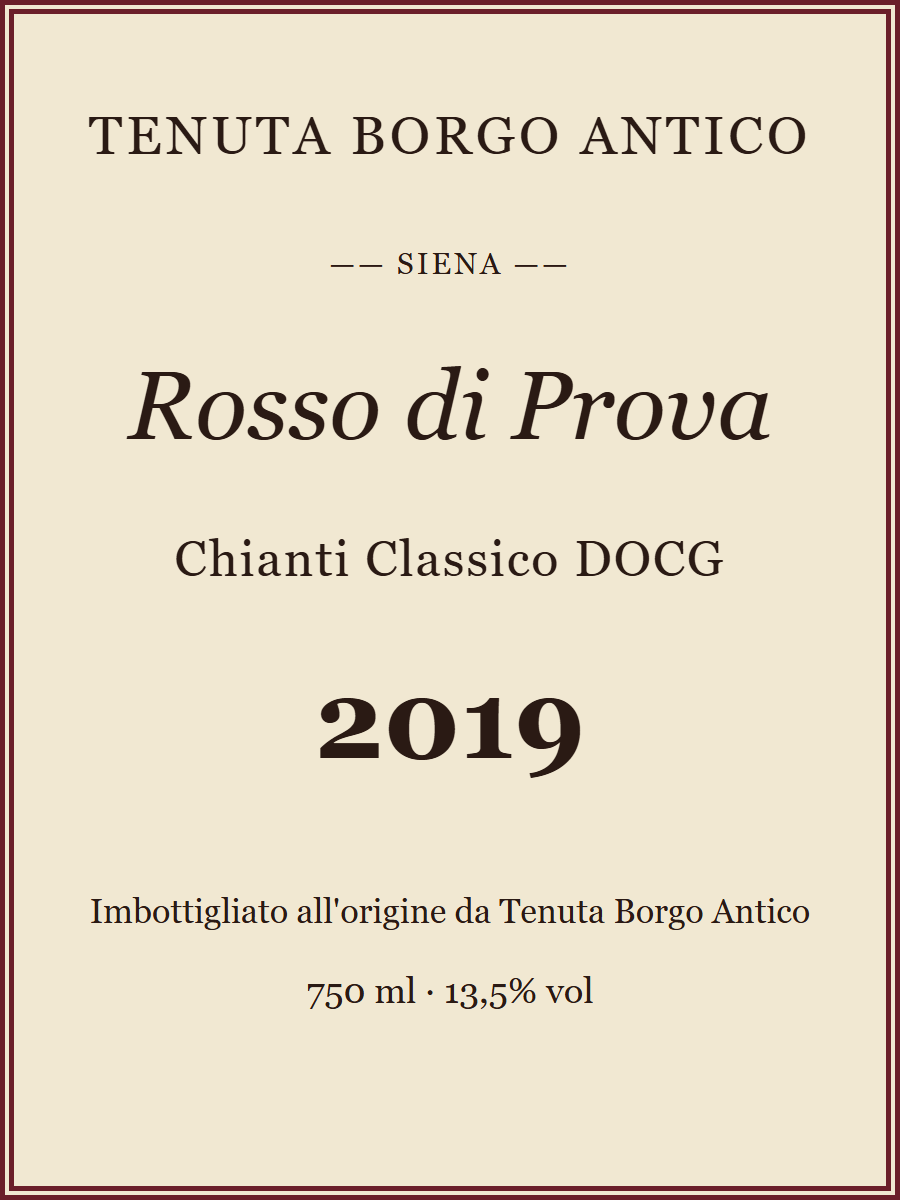 TENUTA BORGO ANTICO
—— SIENA ——
Rosso di Prova
Chianti Classico DOCG
2019
Imbottigliato all'origine da Tenuta Borgo Antico
750 ml · 13,5% vol